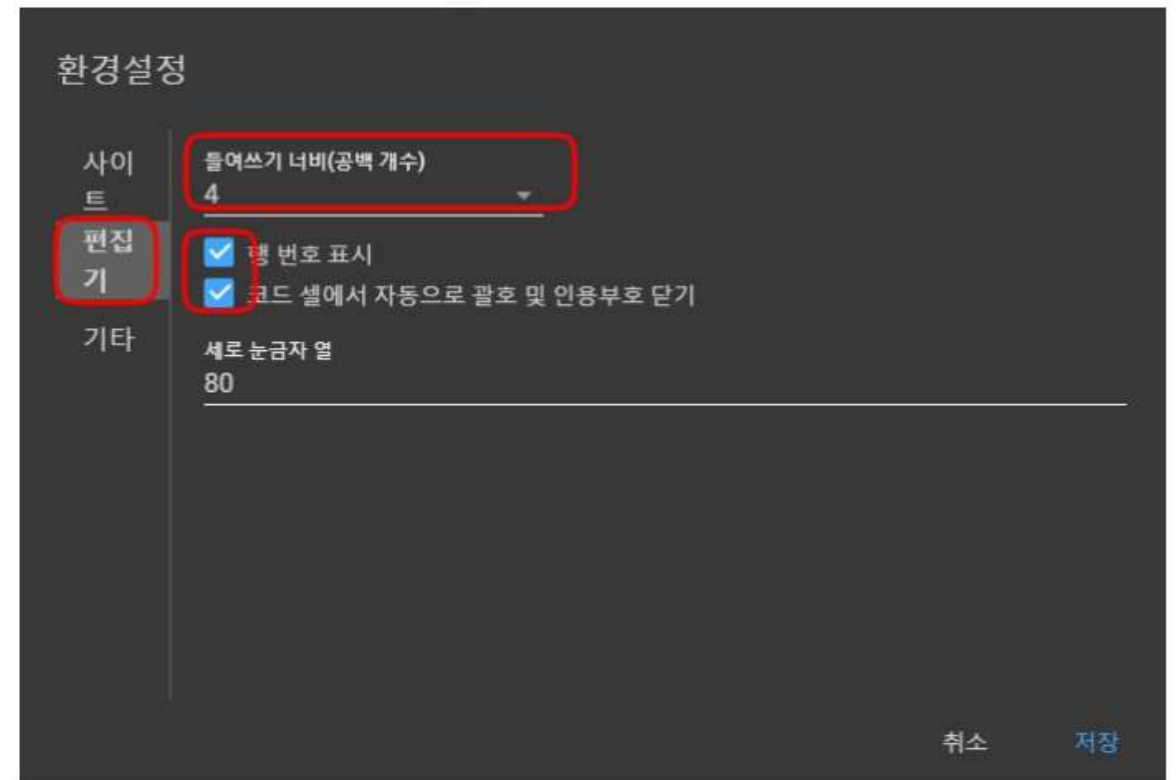 환경설정
사이
트
편집
기
기타
들여쓰기 너비(공백 개수)
4
행 번호 표시
코드 셀에서 자동으로 괄호 및 인용부호 닫기
세로 눈금자 열
80
취소
저장